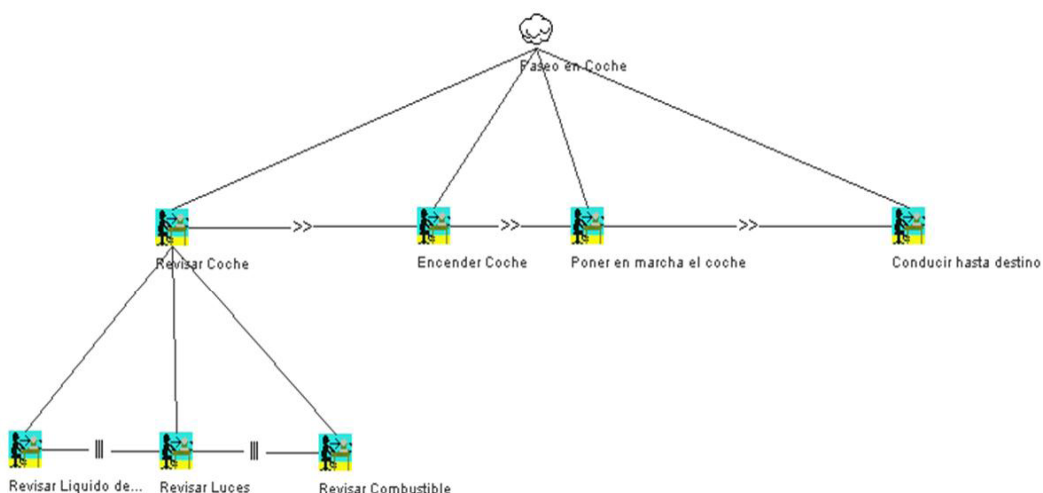 Paseo en Coche
>>
>>
>>
Revisar Coche
Encender Coche
Poner en marcha el coche
Conducir hasta destino
|||
|||
Revisar Liquido de...
Revisar Luces
Revisar Combustible